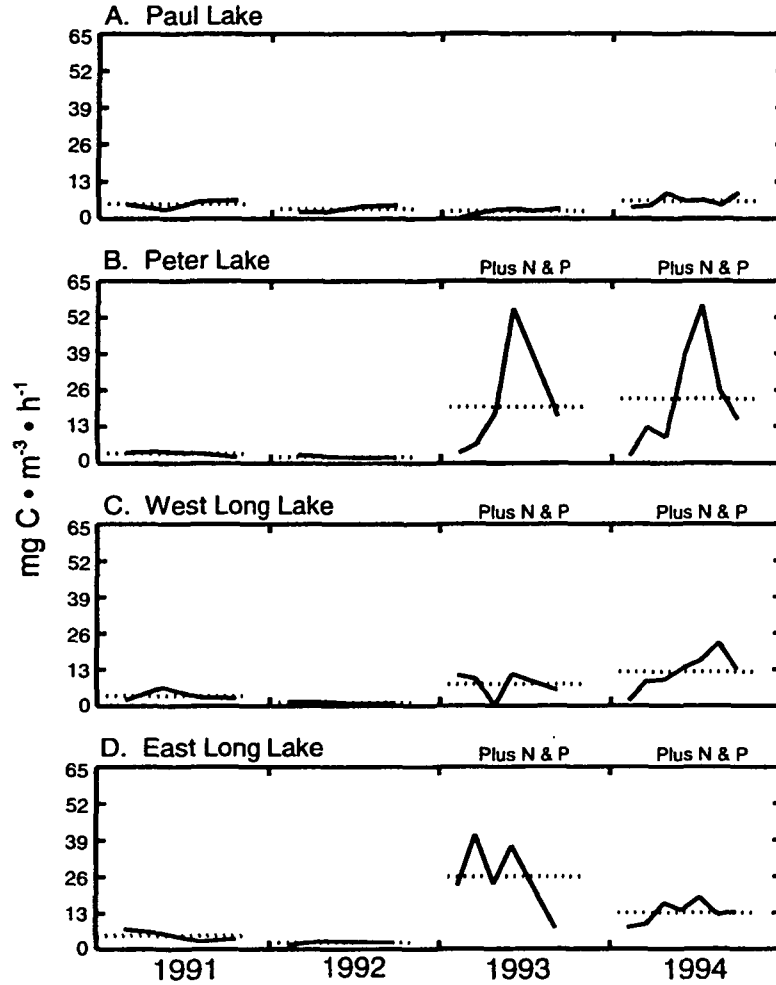 A. Paul Lake
65
52
39
26
13
0
B. Peter Lake
Plus N & P
Plus N & P
65
52
39
26
13
0
mg C • m⁻³ • h⁻¹
C. West Long Lake
Plus N & P
Plus N & P
65
52
39
26
13
0
D. East Long Lake
Plus N & P
Plus N & P
65
52
39
26
13
0
1991
1992
1993
1994